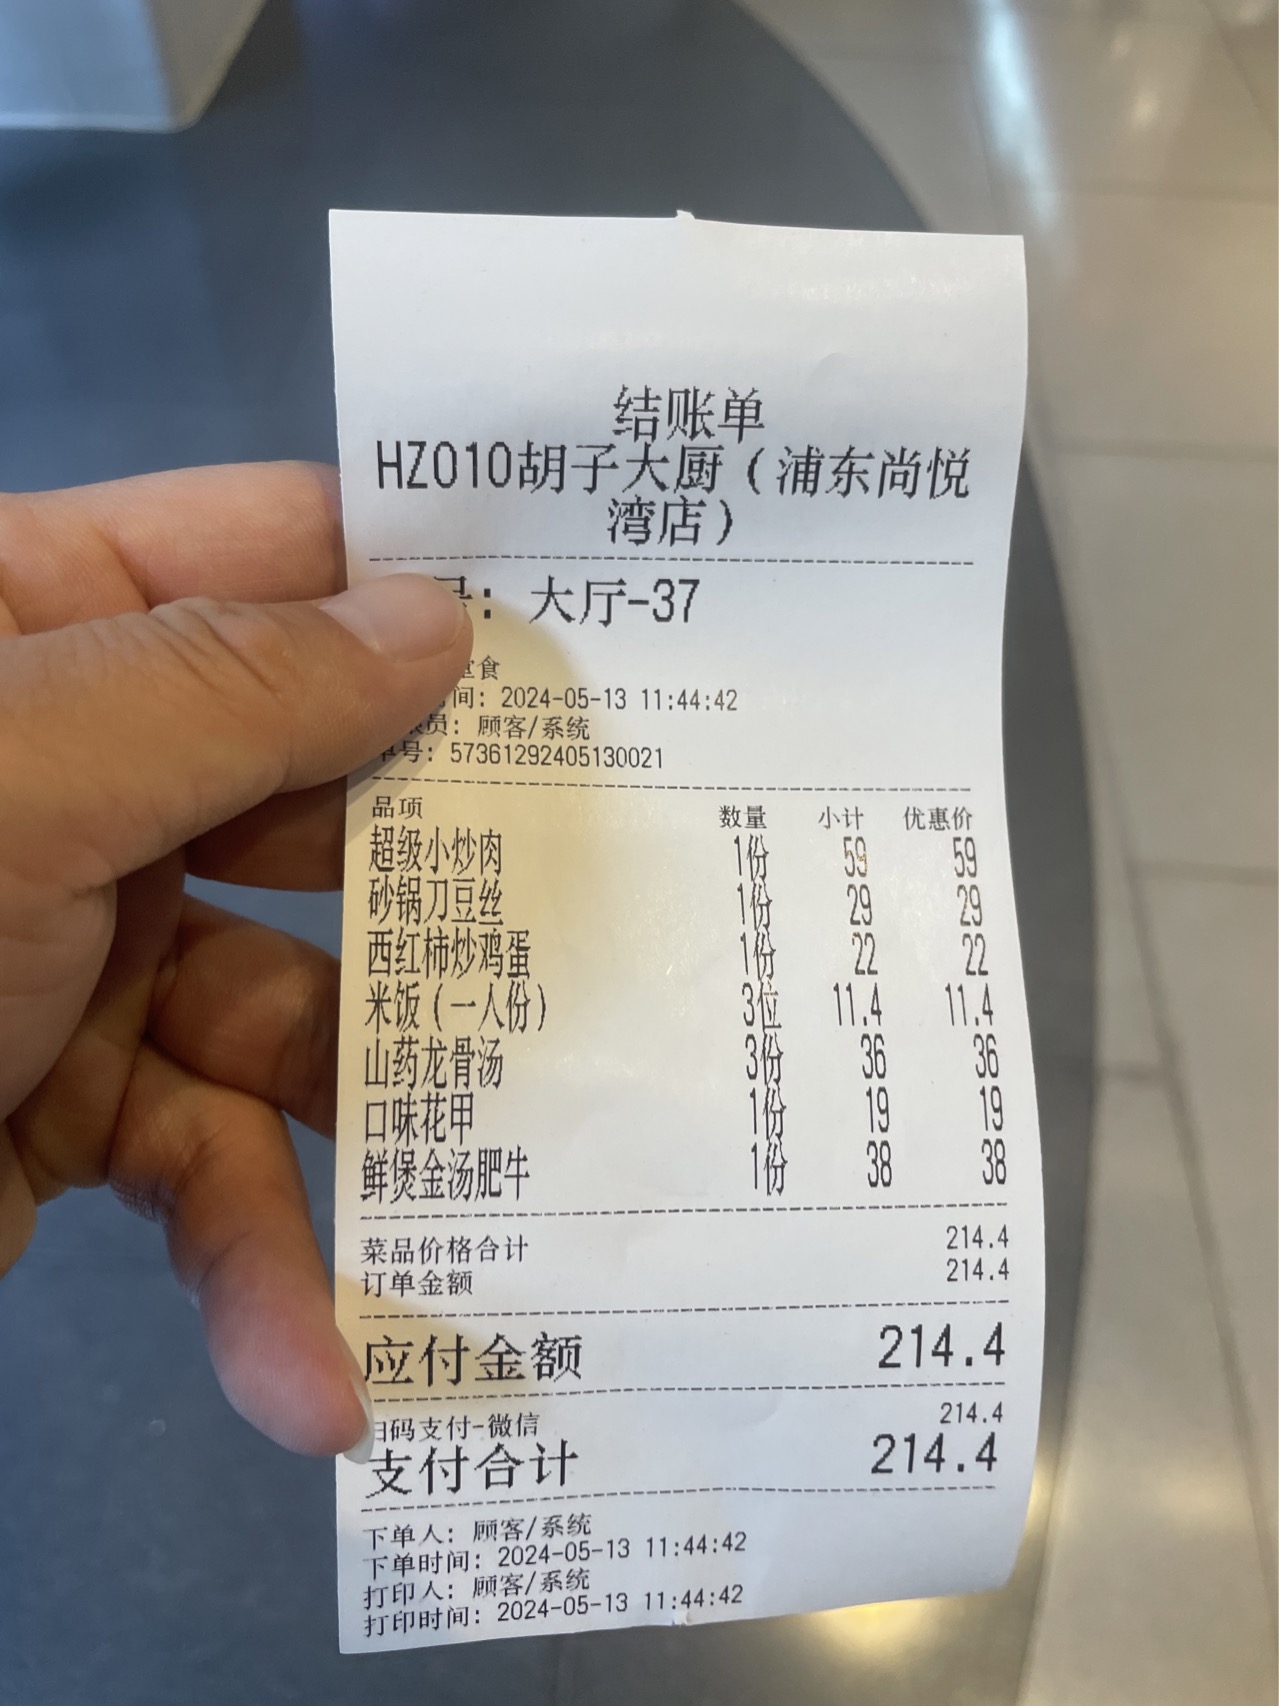 结账单
HZ010胡子大厨（浦东尚悦
湾店）
号: 大厅-37
堂食
间: 2024-05-13 11:44:42
员: 顾客/系统
单号: 57361292405130021
品项 数量 小计 优惠价
超级小炒肉 1份 59 59
砂锅刀豆丝 1份 29 29
西红柿炒鸡蛋 1份 22 22
米饭(一人份) 3位 11.4 11.4
山药龙骨汤 3份 36 36
口味花甲 1份 19 19
鲜煲金汤肥牛 1份 38 38
菜品价格合计 214.4
订单金额 214.4
应付金额 214.4
扫码支付-微信 214.4
支付合计 214.4
下单人: 顾客/系统
下单时间: 2024-05-13 11:44:42
打印人: 顾客/系统
打印时间: 2024-05-13 11:44:42